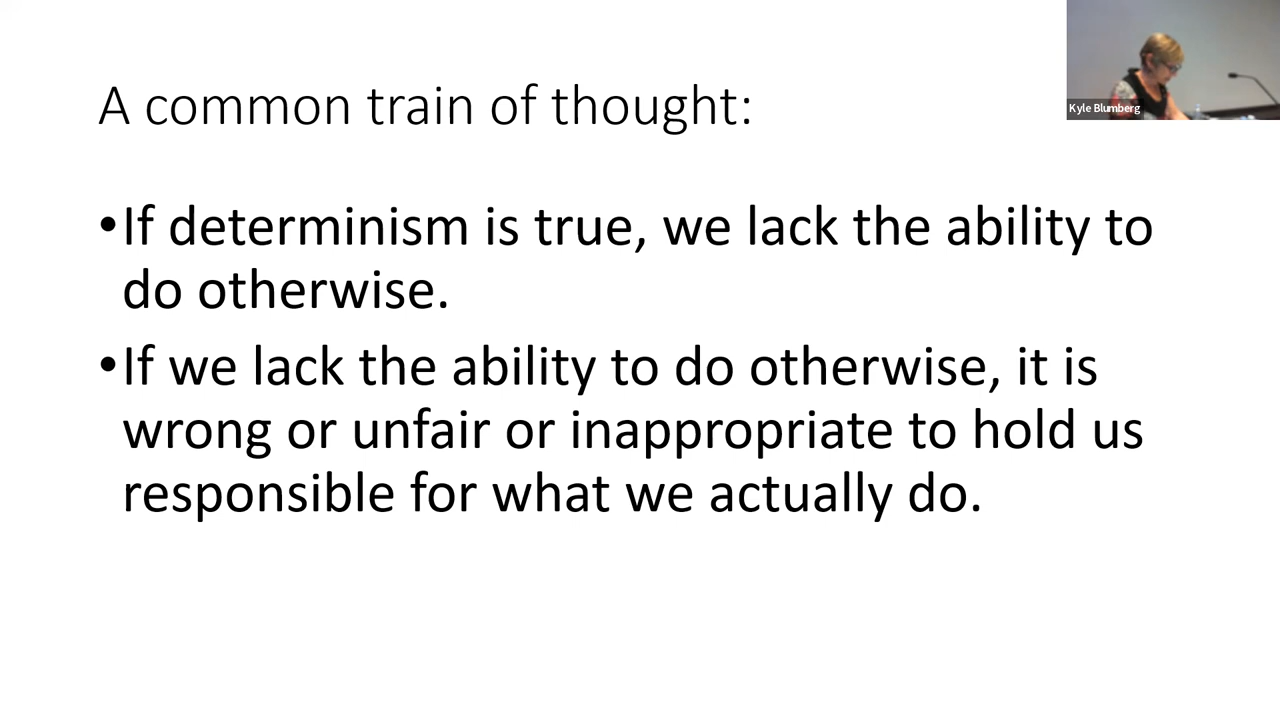 A common train of thought:
Kyle Blumberg
•If determinism is true, we lack the ability to
do otherwise.
•If we lack the ability to do otherwise, it is
wrong or unfair or inappropriate to hold us
responsible for what we actually do.